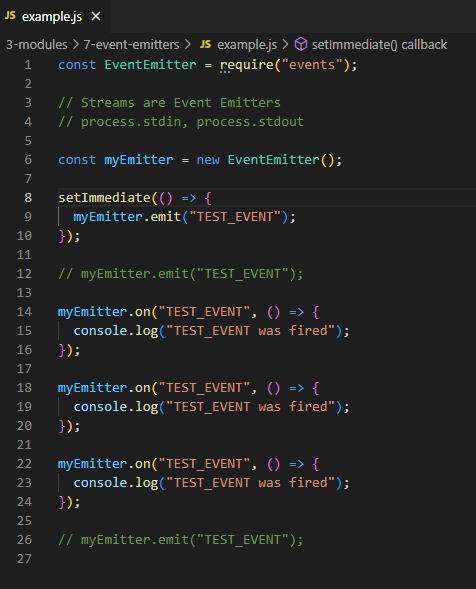 JS example.js ×
3-modules > 7-event-emitters > JS example.js > setImmediate() callback
1 const EventEmitter = require("events");
2
3 // Streams are Event Emitters
4 // process.stdin, process.stdout
5
6 const myEmitter = new EventEmitter();
7
8 setImmediate(() => {
9   myEmitter.emit("TEST_EVENT");
10 });
11
12 // myEmitter.emit("TEST_EVENT");
13
14 myEmitter.on("TEST_EVENT", () => {
15   console.log("TEST_EVENT was fired");
16 });
17
18 myEmitter.on("TEST_EVENT", () => {
19   console.log("TEST_EVENT was fired");
20 });
21
22 myEmitter.on("TEST_EVENT", () => {
23   console.log("TEST_EVENT was fired");
24 });
25
26 // myEmitter.emit("TEST_EVENT");
27